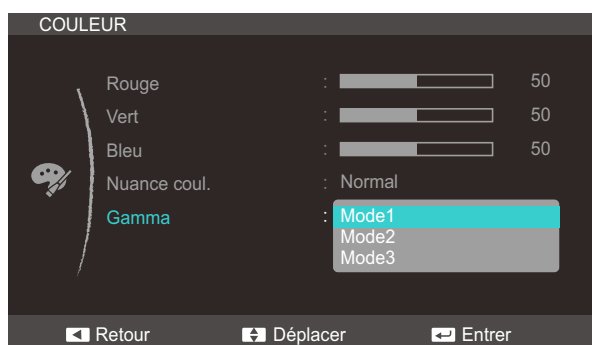 COULEUR
Rouge : 50
Vert : 50
Bleu : 50
Nuance coul. : Normal
Gamma : Mode1
Mode2
Mode3
Retour Déplacer Entrer